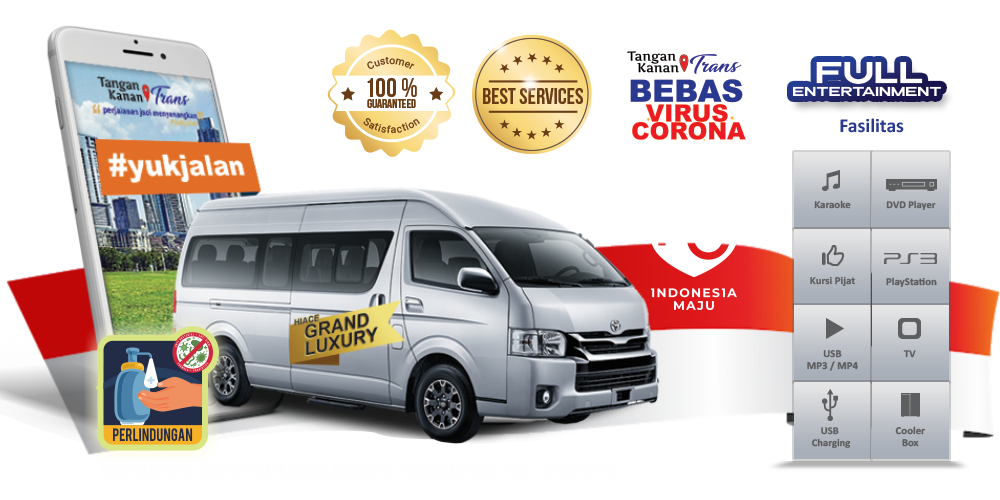 Tangan
Kanan Trans
perjalanan jadi menyenangkan
#yukjalan
Customer
100 %
GUARANTEED
Satisfaction
BEST SERVICES
Tangan
Kanan Trans
BEBAS
VIRUS
CORONA
FULL
ENTERTAINMENT
Fasilitas
Karaoke
DVD Player
Kursi Pijat
PS3
PlayStation
USB
MP3 / MP4
TV
USB
Charging
Cooler
Box
INDONESIA
MAJU
HIACE
GRAND
LUXURY
PERLINDUNGAN